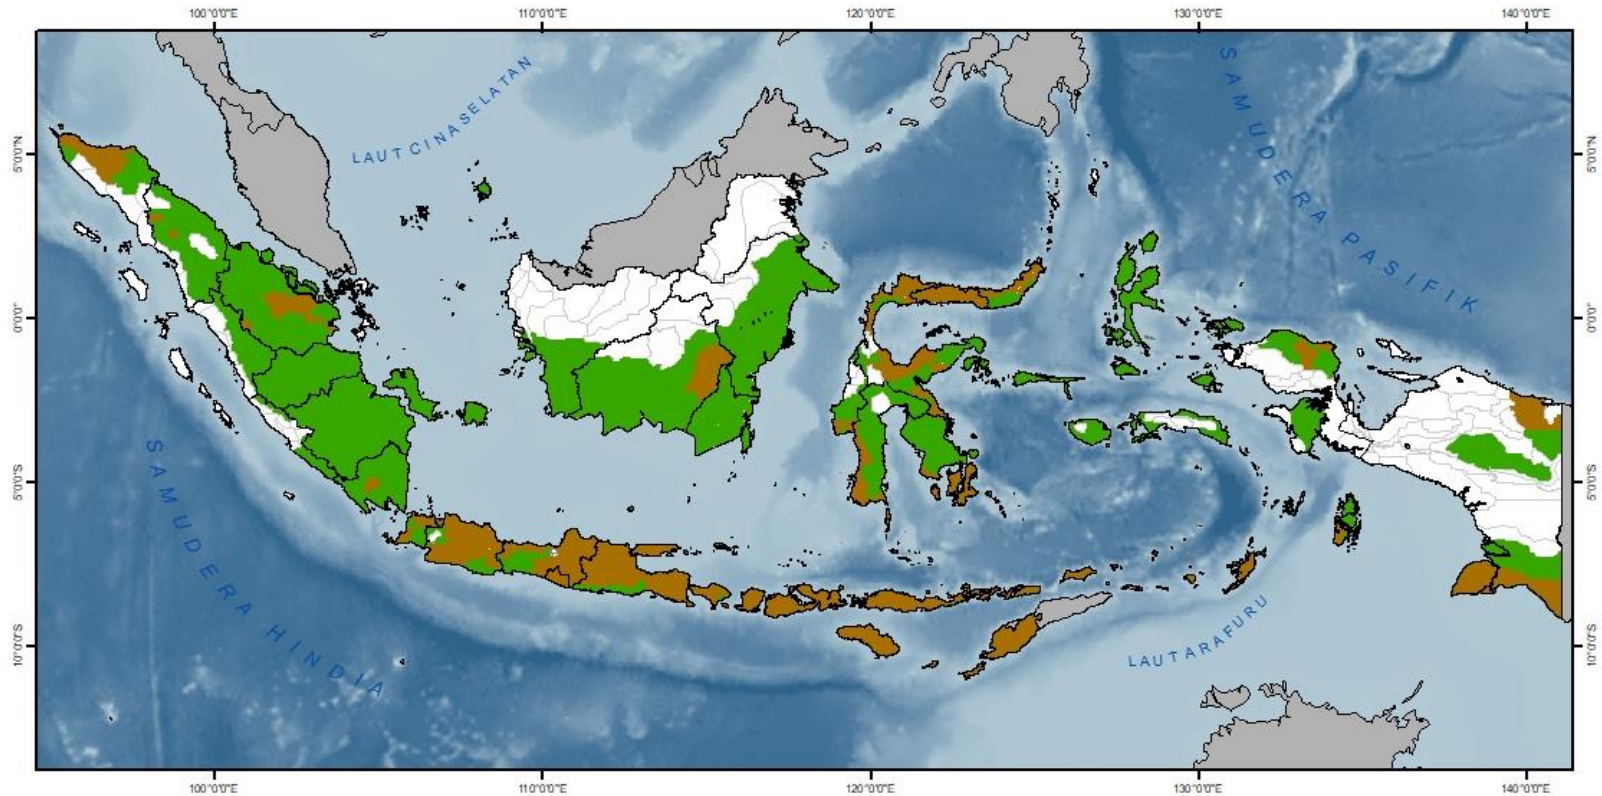 100°0'0"E 110°0'0"E 120°0'0"E 130°0'0"E 140°0'0"E
LAUT CINA SELATAN
SAMUDERA PASIFIK
5°0'0"N 5°0'0"N
0°0'0" 0°0'0"
5°0'0"S 5°0'0"S
SAMUDERA HINDIA
10°0'0"S 10°0'0"S
LAUT ARAFURU
100°0'0"E 110°0'0"E 120°0'0"E 130°0'0"E 140°0'0"E